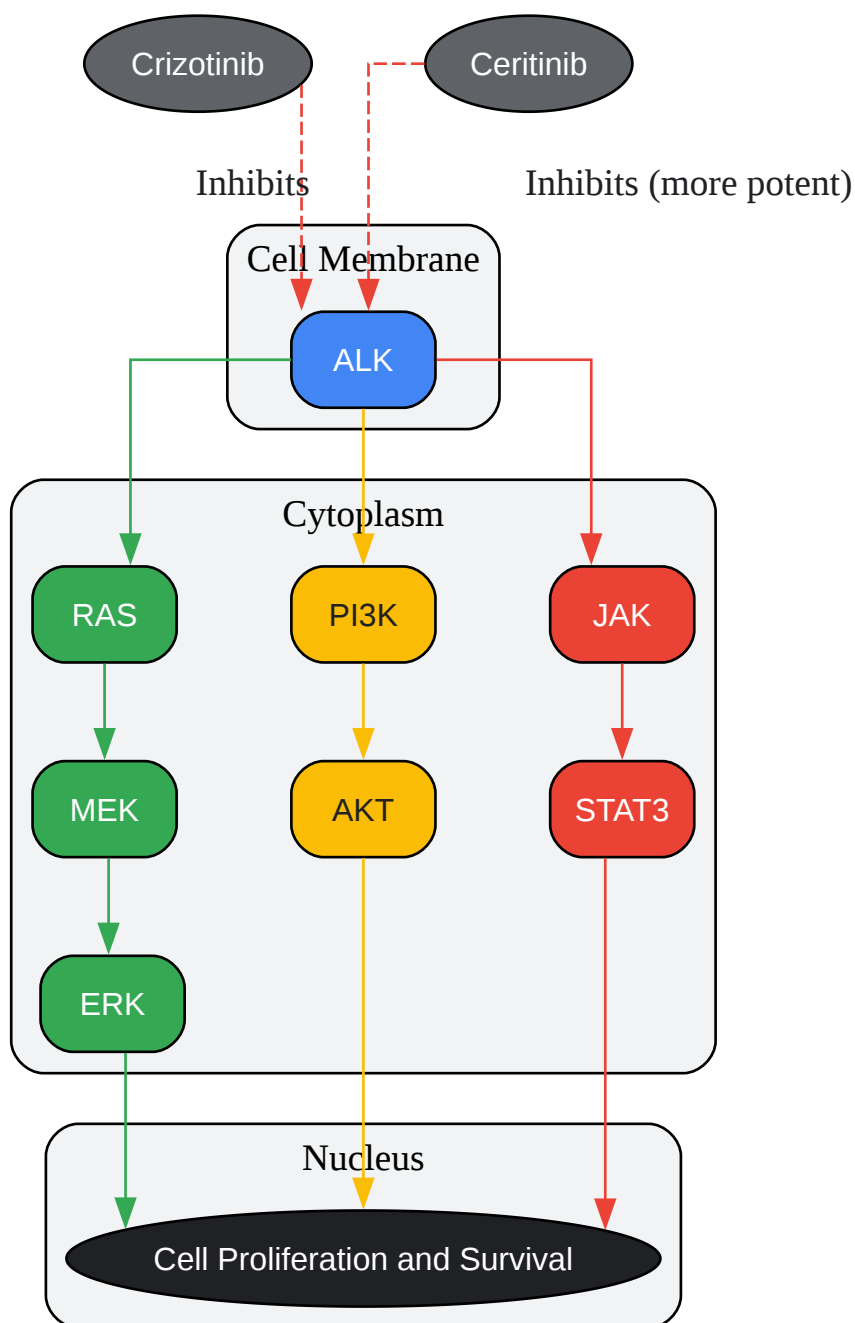 Crizotinib
Ceritinib
Inhibits
Inhibits (more potent)
Cell Membrane
ALK
Cytoplasm
RAS
PI3K
JAK
MEK
AKT
STAT3
ERK
Nucleus
Cell Proliferation and Survival